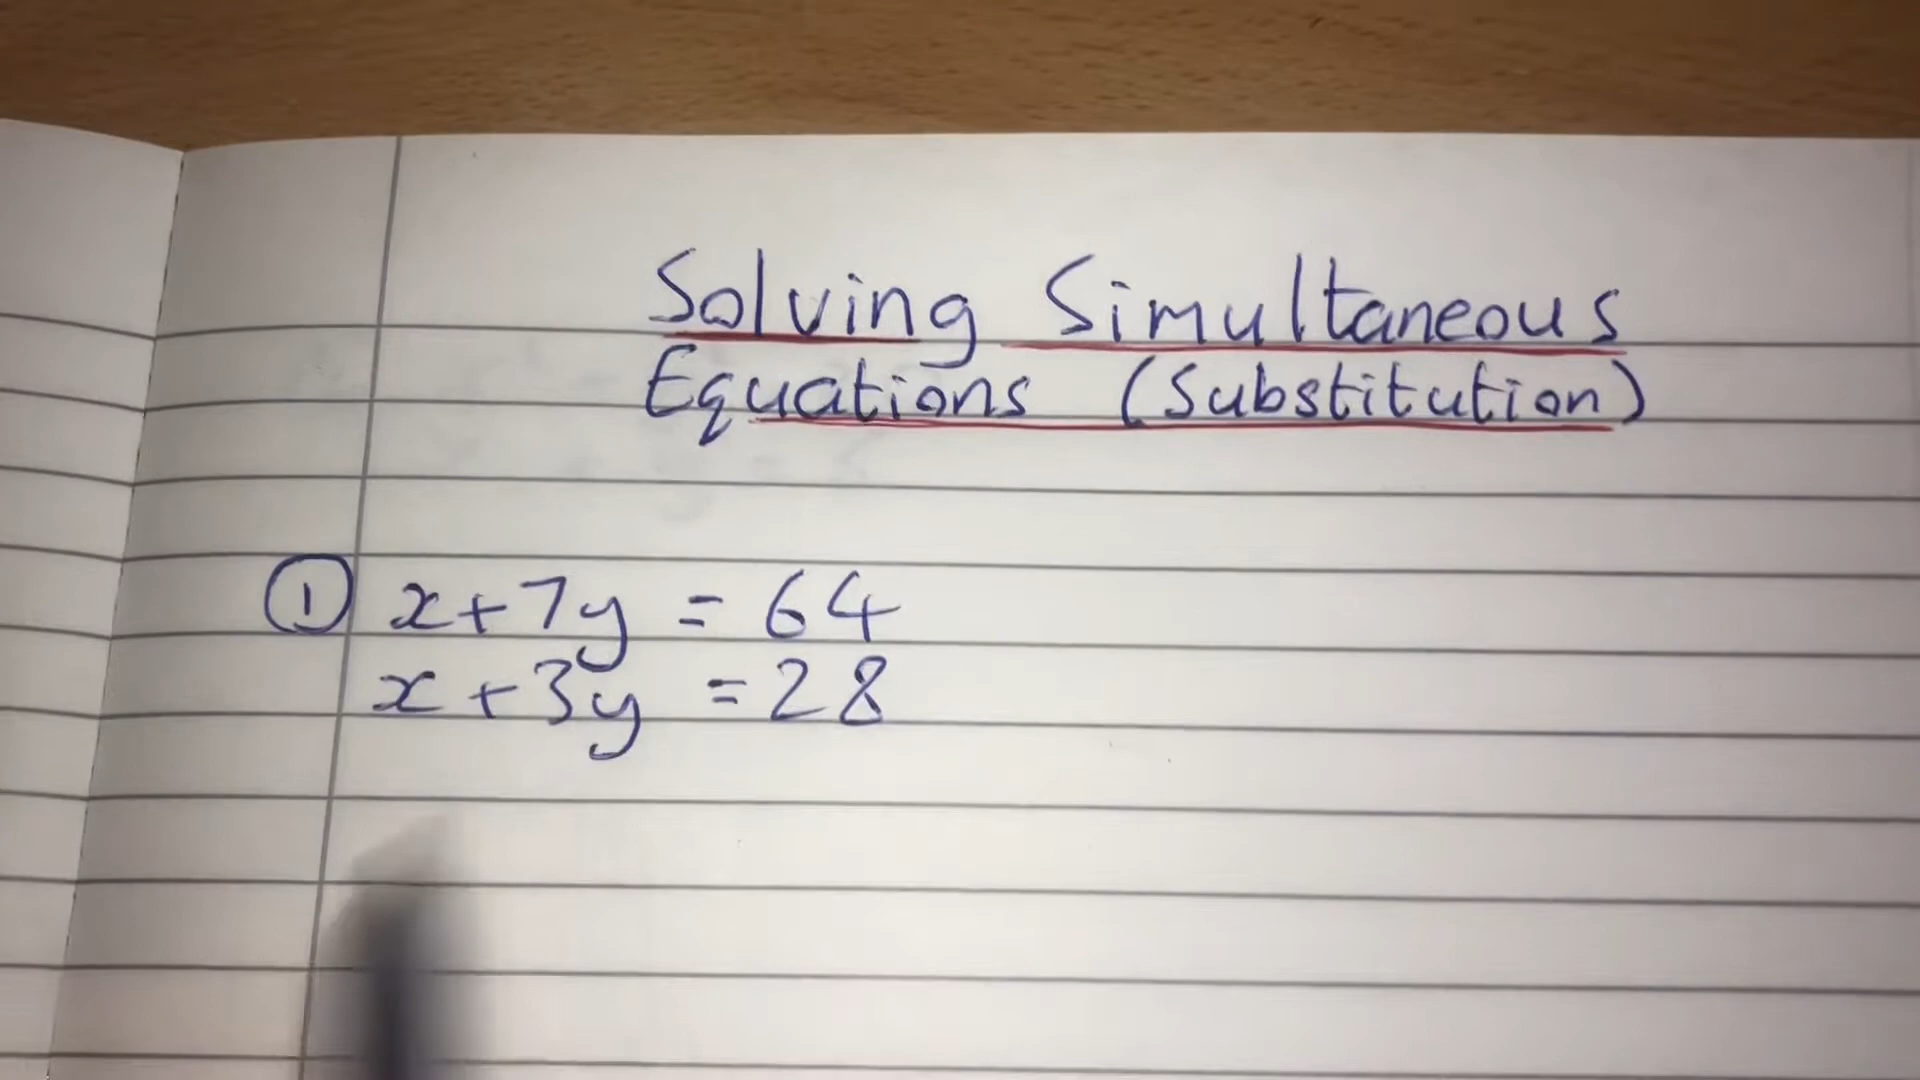 Solving Simultaneous
Equations (Substitution)
① x+7y = 64
x+3y = 28